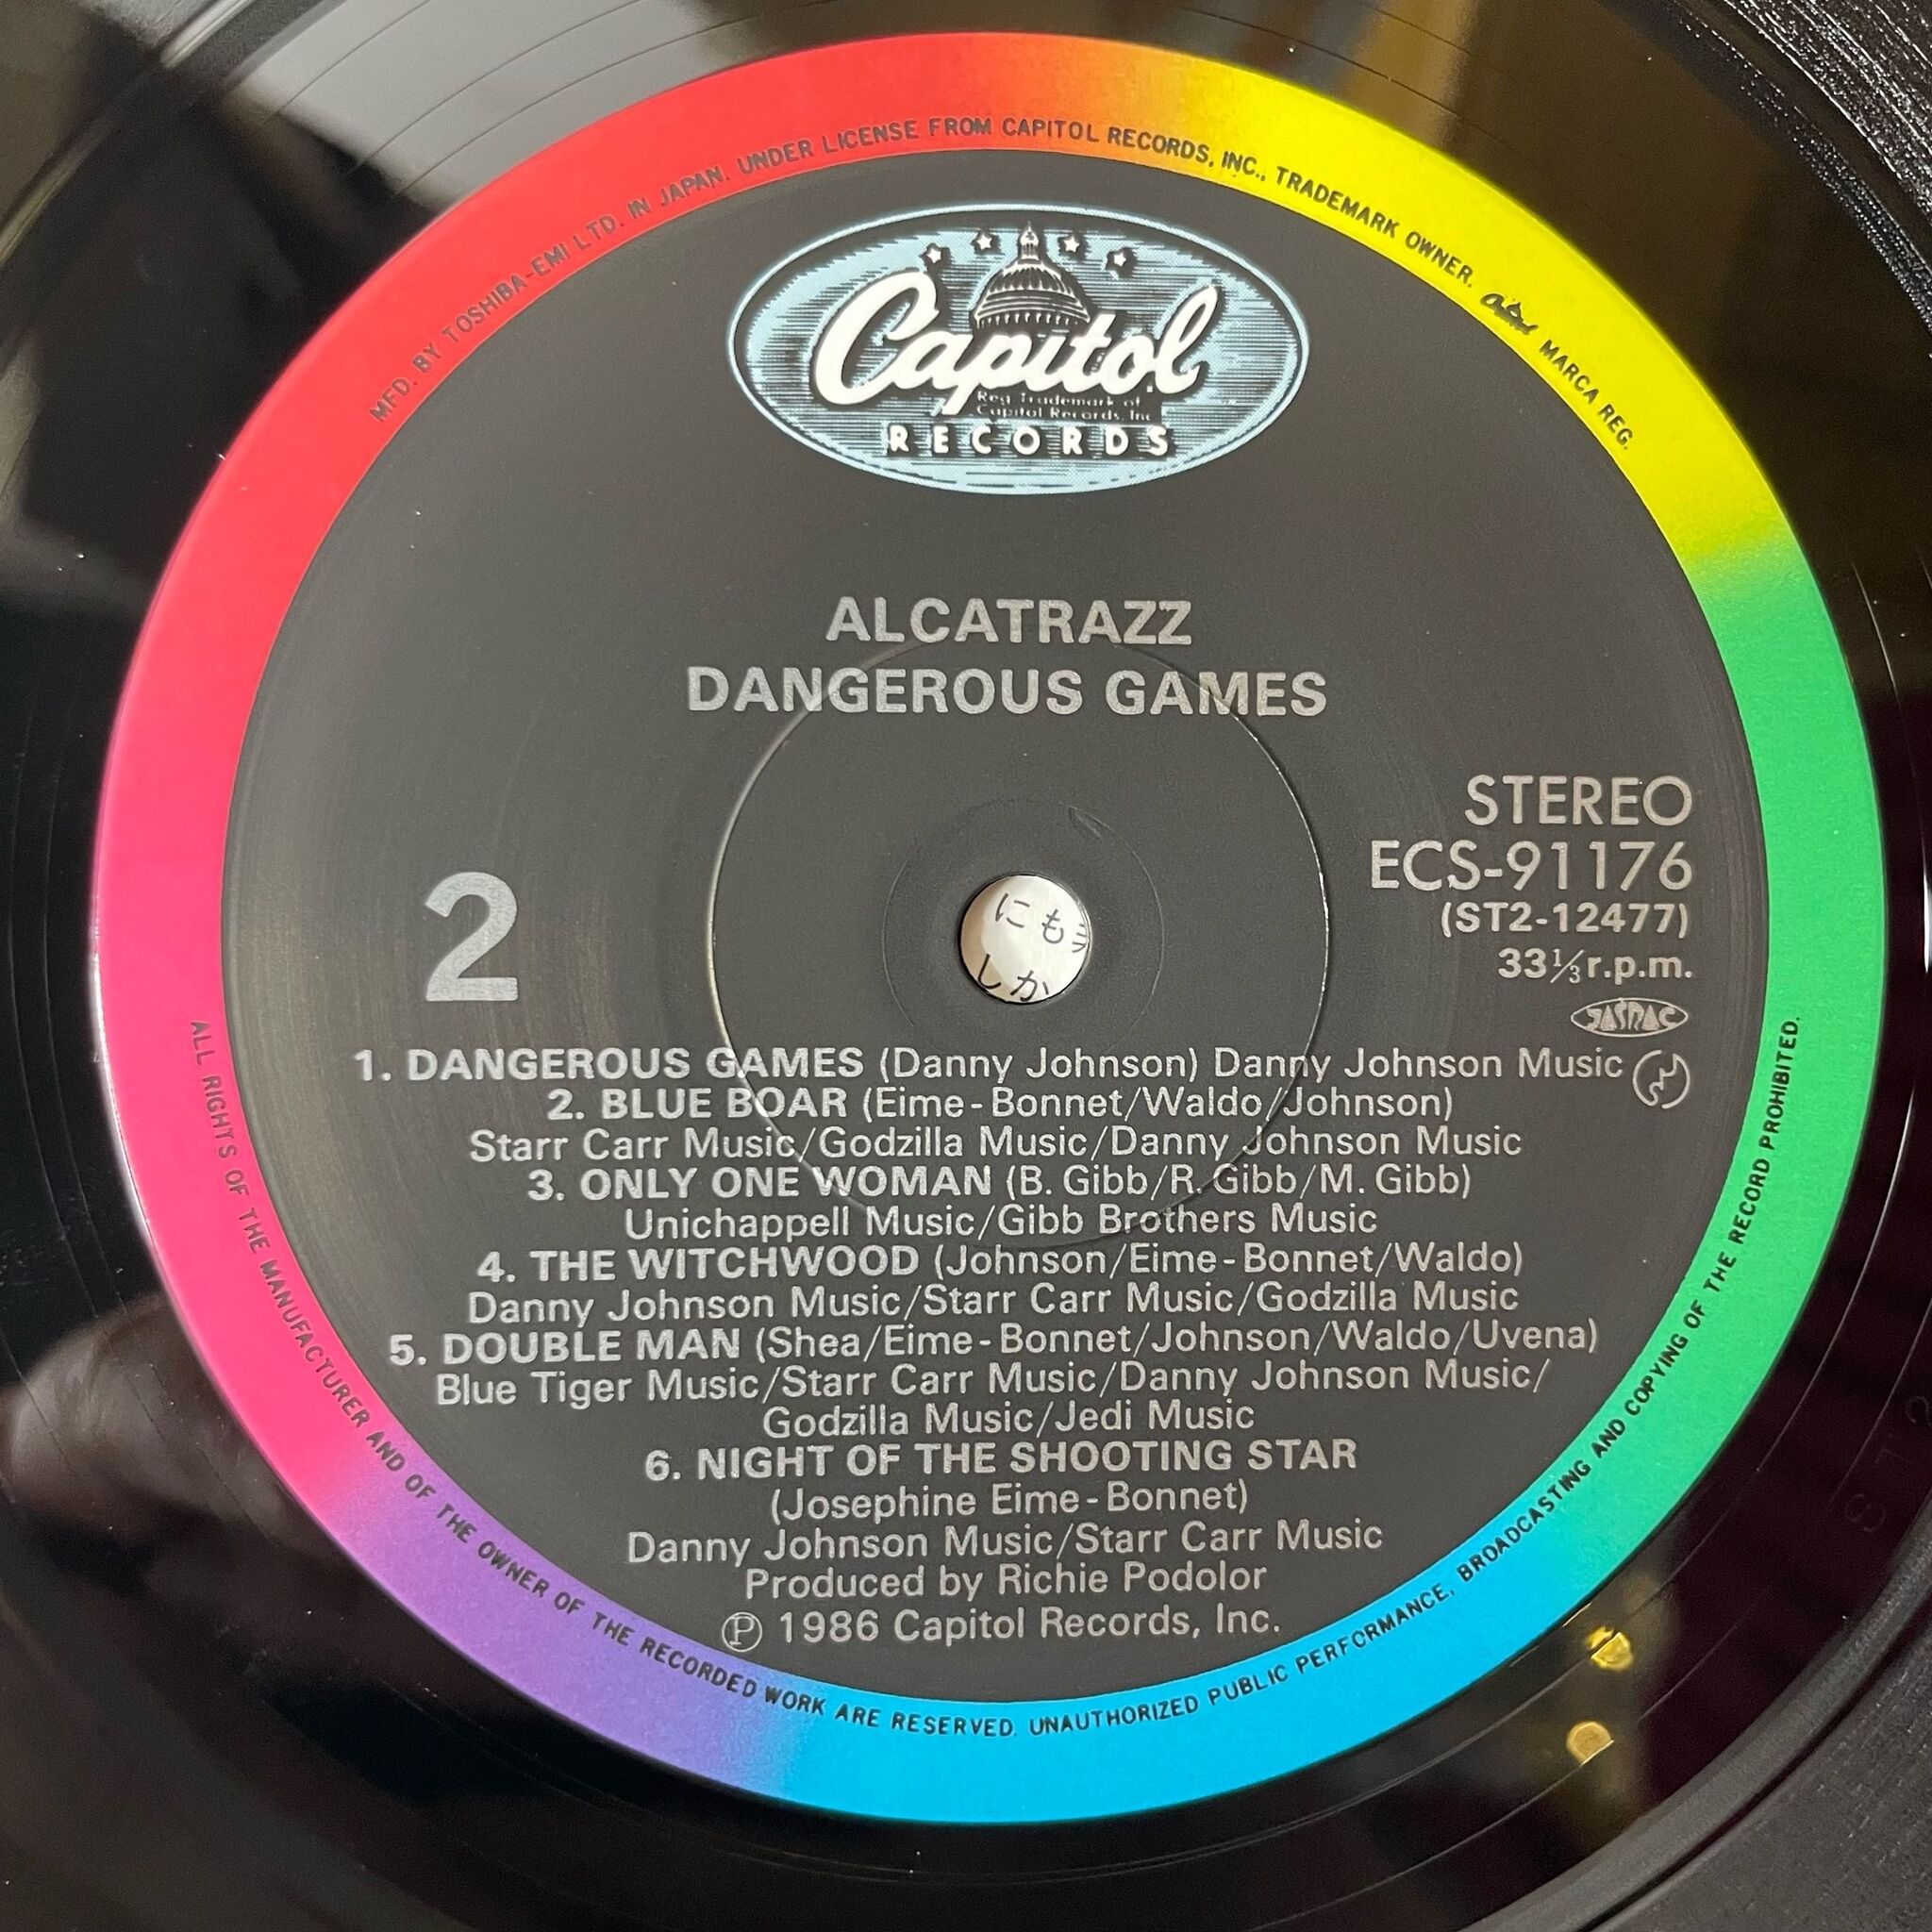 MFD. BY TOSHIBA-EMI LTD. IN JAPAN. UNDER LICENSE FROM CAPITOL RECORDS, INC., TRADEMARK OWNER. Capitol MARCA REG.
Capitol
Reg Trademark of
Capitol Records, Inc
RECORDS
ALCATRAZZ
DANGEROUS GAMES
STEREO
ECS-91176
(ST2-12477)
33⅓r.p.m.
JASRAC
2
にも
しか
1. DANGEROUS GAMES (Danny Johnson) Danny Johnson Music
2. BLUE BOAR (Eime-Bonnet/Waldo/Johnson)
Starr Carr Music/Godzilla Music/Danny Johnson Music
3. ONLY ONE WOMAN (B. Gibb/R. Gibb/M. Gibb)
Unichappell Music/Gibb Brothers Music
4. THE WITCHWOOD (Johnson/Eime-Bonnet/Waldo)
Danny Johnson Music/Starr Carr Music/Godzilla Music
5. DOUBLE MAN (Shea/Eime-Bonnet/Johnson/Waldo/Uvena)
Blue Tiger Music/Starr Carr Music/Danny Johnson Music/
Godzilla Music/Jedi Music
6. NIGHT OF THE SHOOTING STAR
(Josephine Eime-Bonnet)
Danny Johnson Music/Starr Carr Music
Produced by Richie Podolor
Ⓟ 1986 Capitol Records, Inc.
ALL RIGHTS OF THE MANUFACTURER AND OF THE OWNER OF THE RECORDED WORK ARE RESERVED. UNAUTHORIZED PUBLIC PERFORMANCE, BROADCASTING AND COPYING OF THE RECORD PROHIBITED.